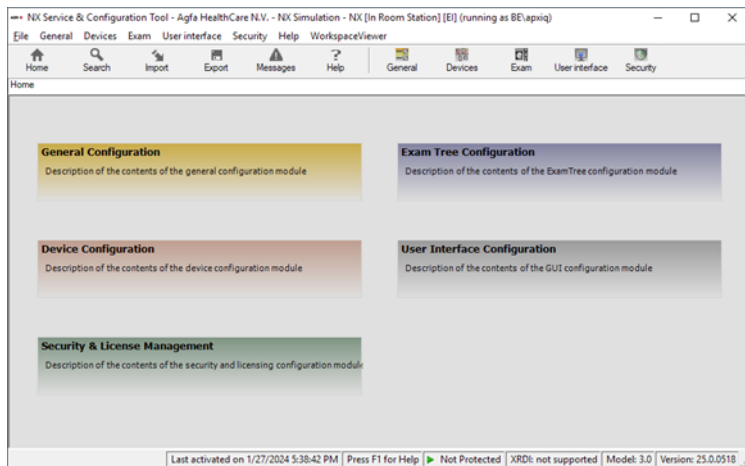 NX Service & Configuration Tool - Agfa HealthCare N.V. - NX Simulation - NX [In Room Station] [EI] (running as BE\apxiq)
File General Devices Exam User interface Security Help WorkspaceViewer
Home Search Import Export Messages Help General Devices Exam User interface Security
Home
General Configuration
Description of the contents of the general configuration module
Exam Tree Configuration
Description of the contents of the ExamTree configuration module
Device Configuration
Description of the contents of the device configuration module
User Interface Configuration
Description of the contents of the GUI configuration module
Security & License Management
Description of the contents of the security and licensing configuration module
Last activated on 1/27/2024 5:38:42 PM Press F1 for Help Not Protected XRDI: not supported Model: 3.0 Version: 25.0.0518